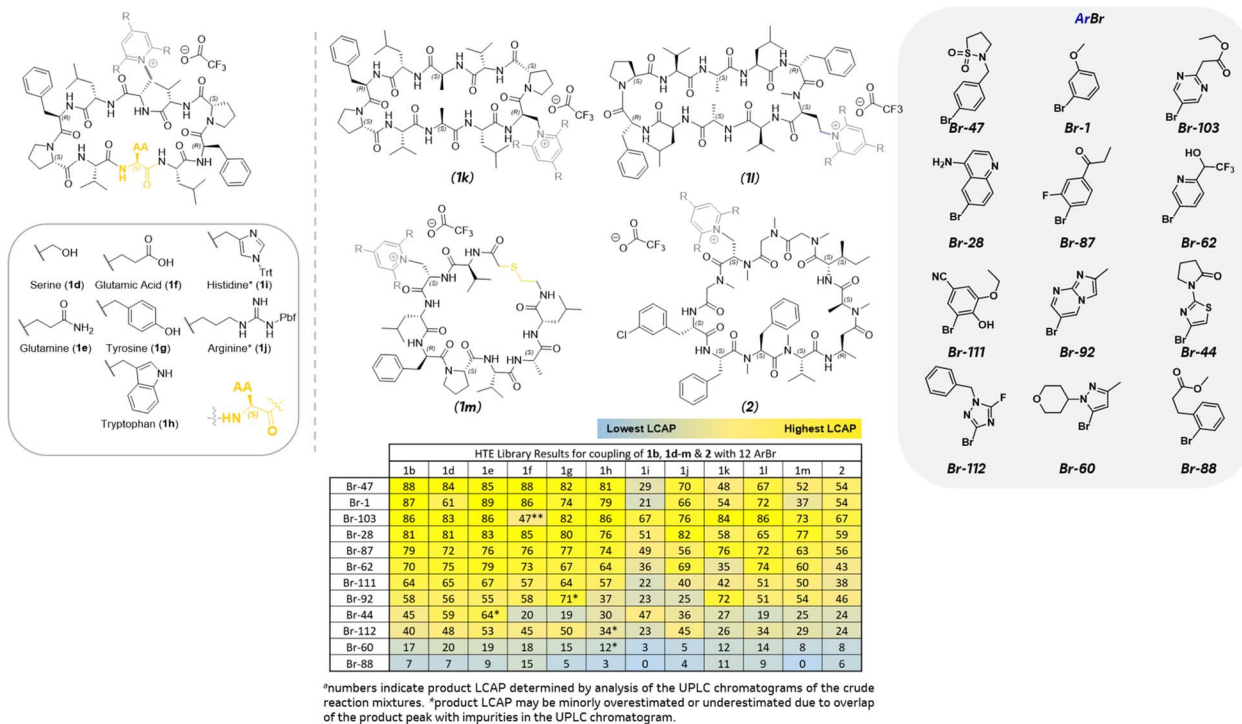 AA
Serine (1d)
Glutamic Acid (1f)
Histidine* (1i)
Trt
Glutamine (1e)
Tyrosine (1g)
Arginine* (1j)
Pbf
Tryptophan (1h)
AA
HN
(S)
O
(1k)
(1l)
(1m)
(2)
ArBr
Br-47
Br-1
Br-103
Br-28
Br-87
Br-62
Br-111
Br-92
Br-44
Br-112
Br-60
Br-88
Lowest LCAP Highest LCAP
HTE Library Results for coupling of 1b, 1d-m & 2 with 12 ArBr
1b 1d 1e 1f 1g 1h 1i 1j 1k 1l 1m 2
Br-47 88 84 85 88 82 81 29 70 48 67 52 54
Br-1 87 61 89 86 74 79 21 66 54 72 37 54
Br-103 86 83 86 47** 82 86 67 76 84 86 73 67
Br-28 81 81 83 85 80 76 51 82 58 65 77 59
Br-87 79 72 76 76 77 74 49 56 76 72 63 56
Br-62 70 75 79 73 67 64 36 69 35 74 60 43
Br-111 64 65 67 57 64 57 22 40 42 51 50 38
Br-92 58 56 55 58 71* 37 23 25 72 51 54 46
Br-44 45 59 64* 20 19 30 47 36 27 19 25 24
Br-112 40 48 53 45 50 34* 23 45 26 34 29 24
Br-60 17 20 19 18 15 12* 3 5 12 14 8 8
Br-88 7 7 9 15 5 3 0 4 11 9 0 6
ᵃnumbers indicate product LCAP determined by analysis of the UPLC chromatograms of the crude
reaction mixtures. *product LCAP may be minorly overestimated or underestimated due to overlap
of the product peak with impurities in the UPLC chromatogram.